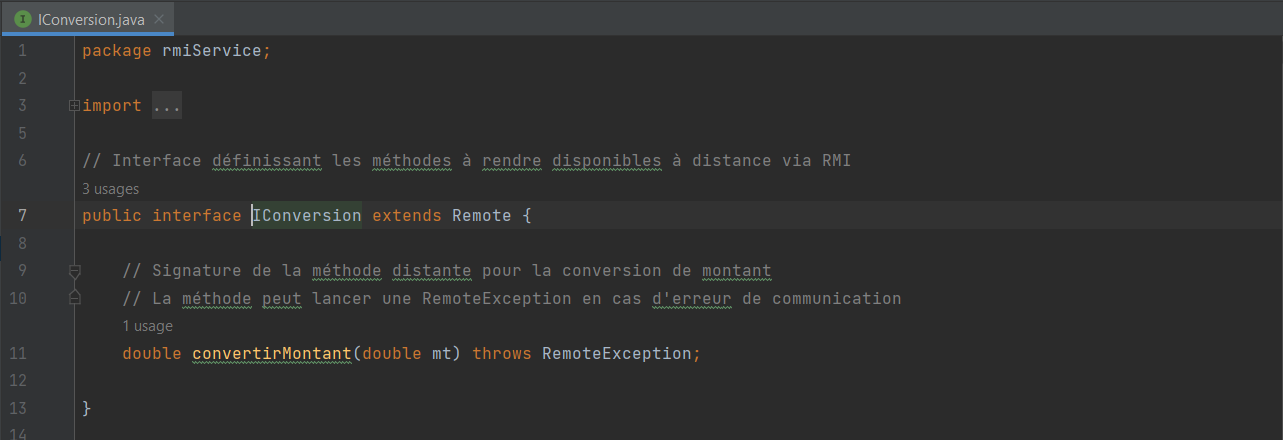 I IConversion.java ×
1 package rmiService;
2
3 import ...
5
6 // Interface définissant les méthodes à rendre disponibles à distance via RMI
3 usages
7 public interface IConversion extends Remote {
8
9 // Signature de la méthode distante pour la conversion de montant
10 // La méthode peut lancer une RemoteException en cas d'erreur de communication
1 usage
11 double convertirMontant(double mt) throws RemoteException;
12
13 }
14